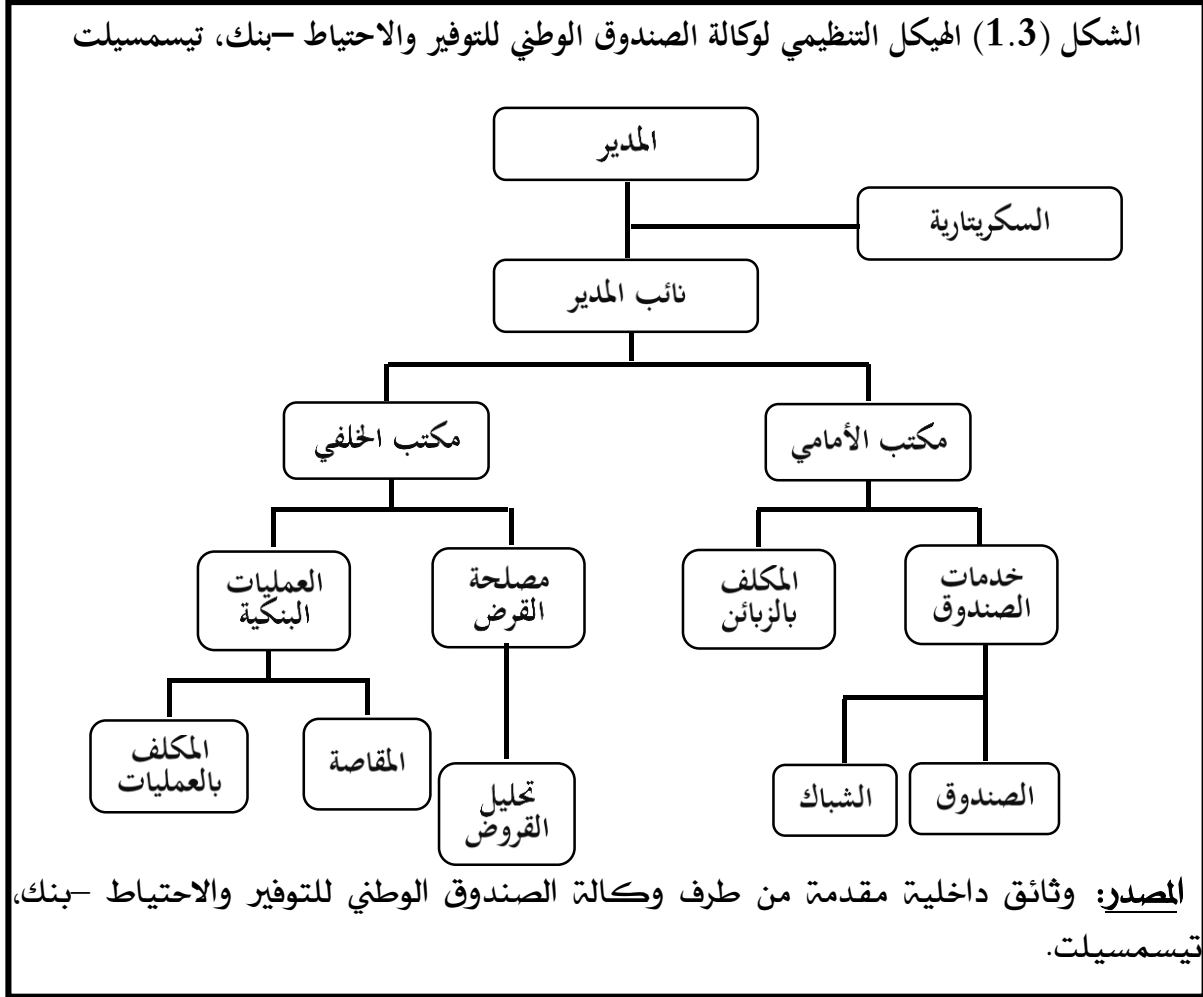 الشكل (1.3) الهيكل التنظيمي لوكالة الصندوق الوطني للتوفير والاحتياط –بنك، تيسمسيلت
المدير
السكريتارية
نائب المدير
مكتب الأمامي
مكتب الخلفي
خدمات
الصندوق
المكلف
بالزبائن
مصلحة
القرض
العمليات
البنكية
الصندوق
الشباك
تحليل
القروض
المقاصة
المكلف
بالعمليات
المصدر: وثائق داخلية مقدمة من طرف وكالة الصندوق الوطني للتوفير والاحتياط –بنك،
تيسمسيلت.